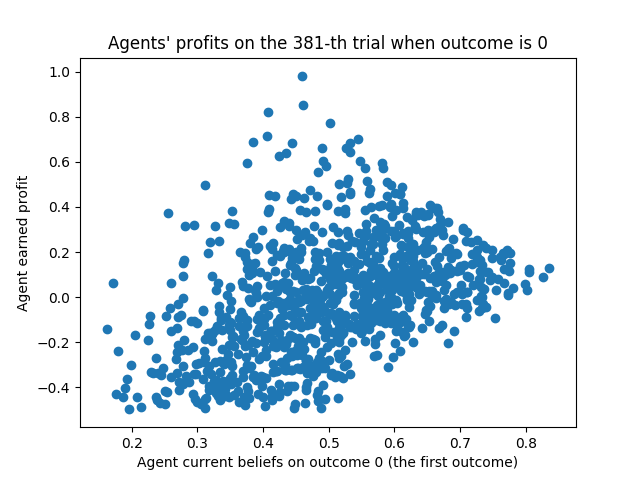 Agents' profits on the 381-th trial when outcome is 0
1.0
0.8
0.6
0.4
0.2
0.0
−0.2
−0.4
Agent earned profit
0.2 0.3 0.4 0.5 0.6 0.7 0.8
Agent current beliefs on outcome 0 (the first outcome)